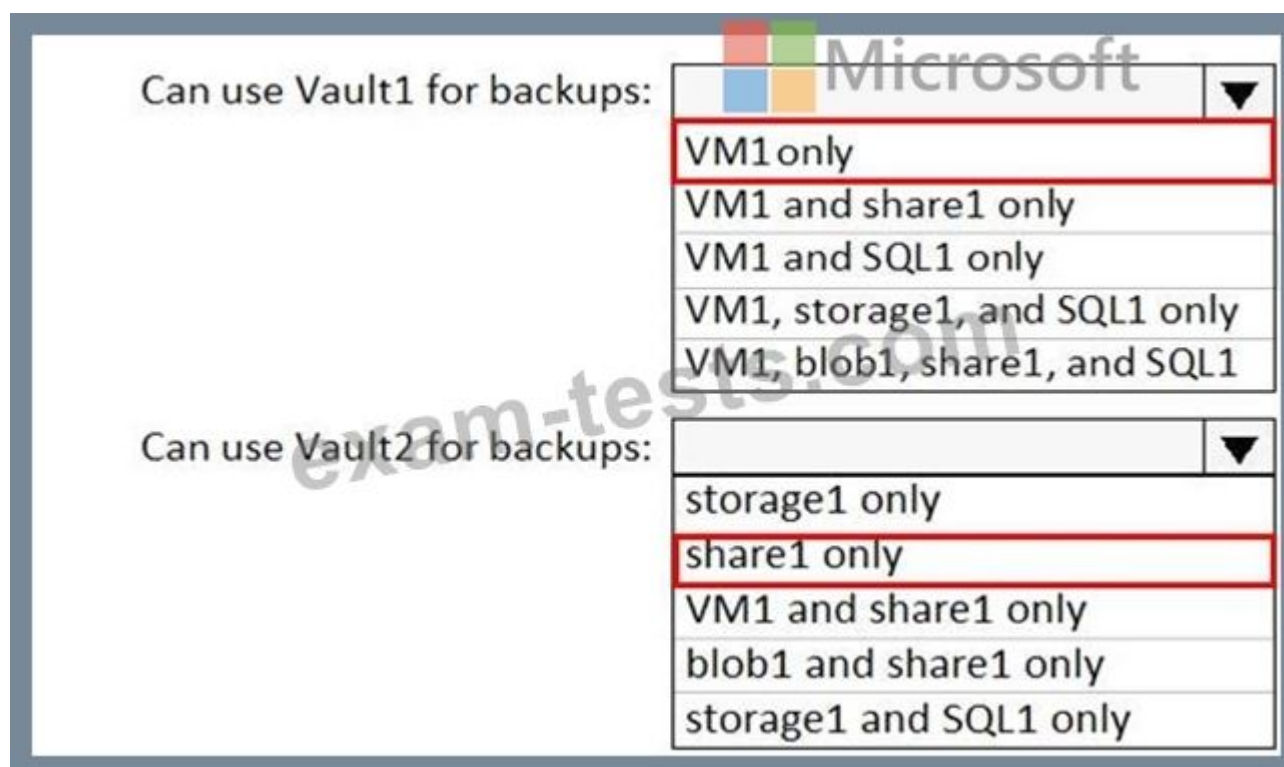 Microsoft
Can use Vault1 for backups:
VM1 only
VM1 and share1 only
VM1 and SQL1 only
VM1, storage1, and SQL1 only
VM1, blob1, share1, and SQL1
exam-tests.com
Can use Vault2 for backups:
storage1 only
share1 only
VM1 and share1 only
blob1 and share1 only
storage1 and SQL1 only